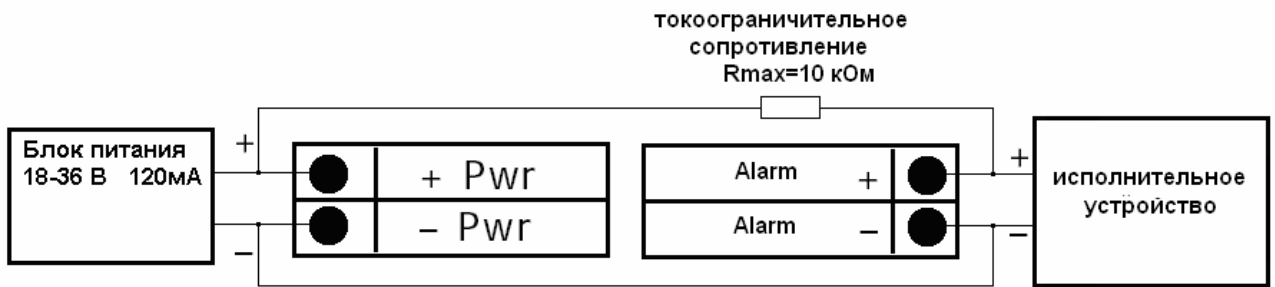 токоограничительное
сопротивление
Rmax=10 кОм
Блок питания
18-36 В 120мА
+
+ Pwr
- Pwr
−
Alarm +
Alarm −
+
−
исполнительное
устройство